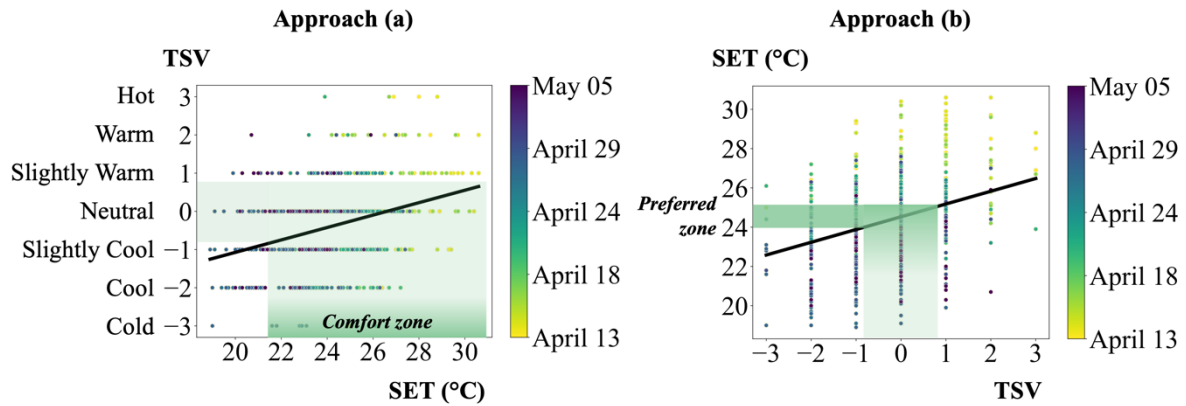 Approach (a)
TSV
Hot 3
Warm 2
Slightly Warm 1
Neutral 0
Slightly Cool −1
Cool −2
Cold −3
Comfort zone
20 22 24 26 28 30
SET (°C)
May 05
April 29
April 24
April 18
April 13
Approach (b)
SET (°C)
30
28
26
24
22
20
Preferred
zone
−3 −2 −1 0 1 2 3
TSV
May 05
April 29
April 24
April 18
April 13